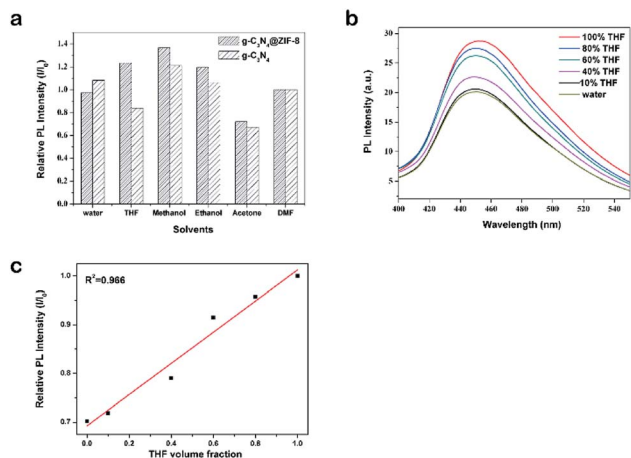 a
g-C3N4@ZIF-8
g-C3N4
Relative PL Intensity (I/I0)
1.4
1.2
1.0
0.8
0.6
0.4
0.2
0.0
water THF Methanol Ethanol Acetone DMF
Solvents
b
100% THF
80% THF
60% THF
40% THF
10% THF
water
PL Intensity (a.u.)
35
30
25
20
15
10
5
0
400 420 440 460 480 500 520 540
Wavelength (nm)
c
R2=0.966
Relative PL Intensity (I/I0)
1.0
0.9
0.8
0.7
0.0 0.2 0.4 0.6 0.8 1.0
THF volume fraction